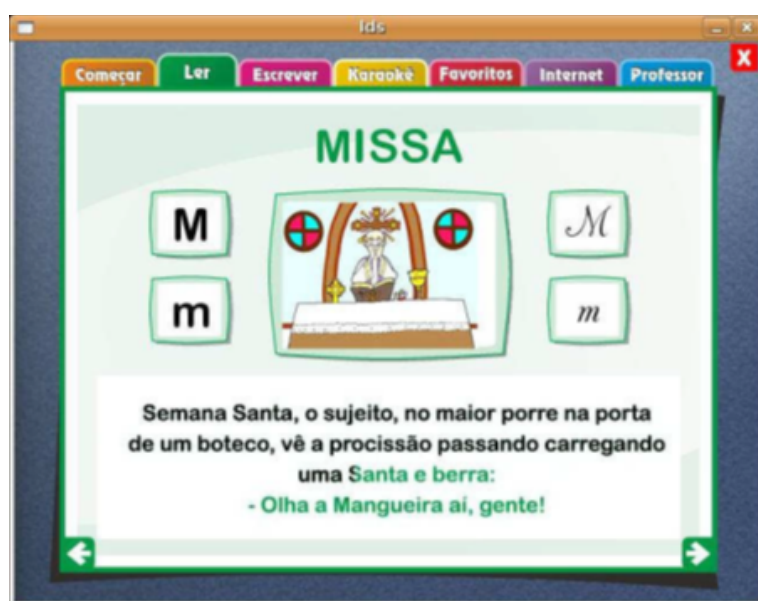 lds
X
Começar Ler Escrever Karaokê Favoritos Internet Professor
MISSA
M M
m m
Semana Santa, o sujeito, no maior porre na porta
de um boteco, vê a procissão passando carregando
uma Santa e berra:
- Olha a Mangueira aí, gente!